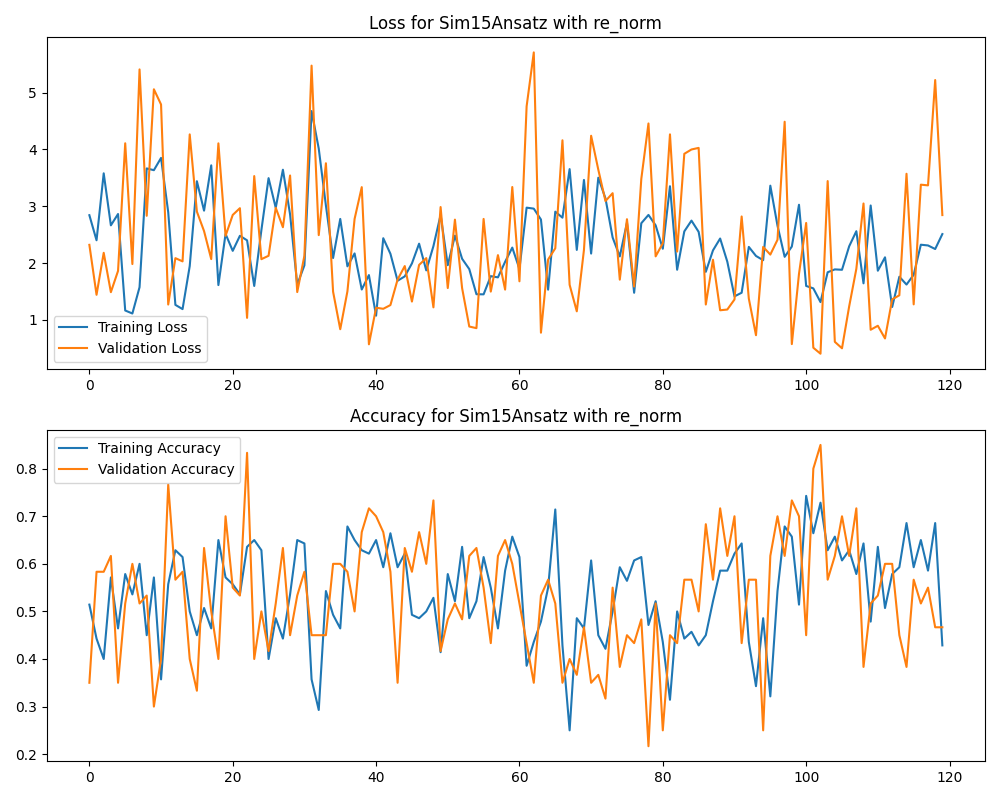 Loss for Sim15Ansatz with re_norm
5
4
3
2
1
Training Loss
Validation Loss
0 20 40 60 80 100 120
Accuracy for Sim15Ansatz with re_norm
Training Accuracy
Validation Accuracy
0.8
0.7
0.6
0.5
0.4
0.3
0.2
0 20 40 60 80 100 120